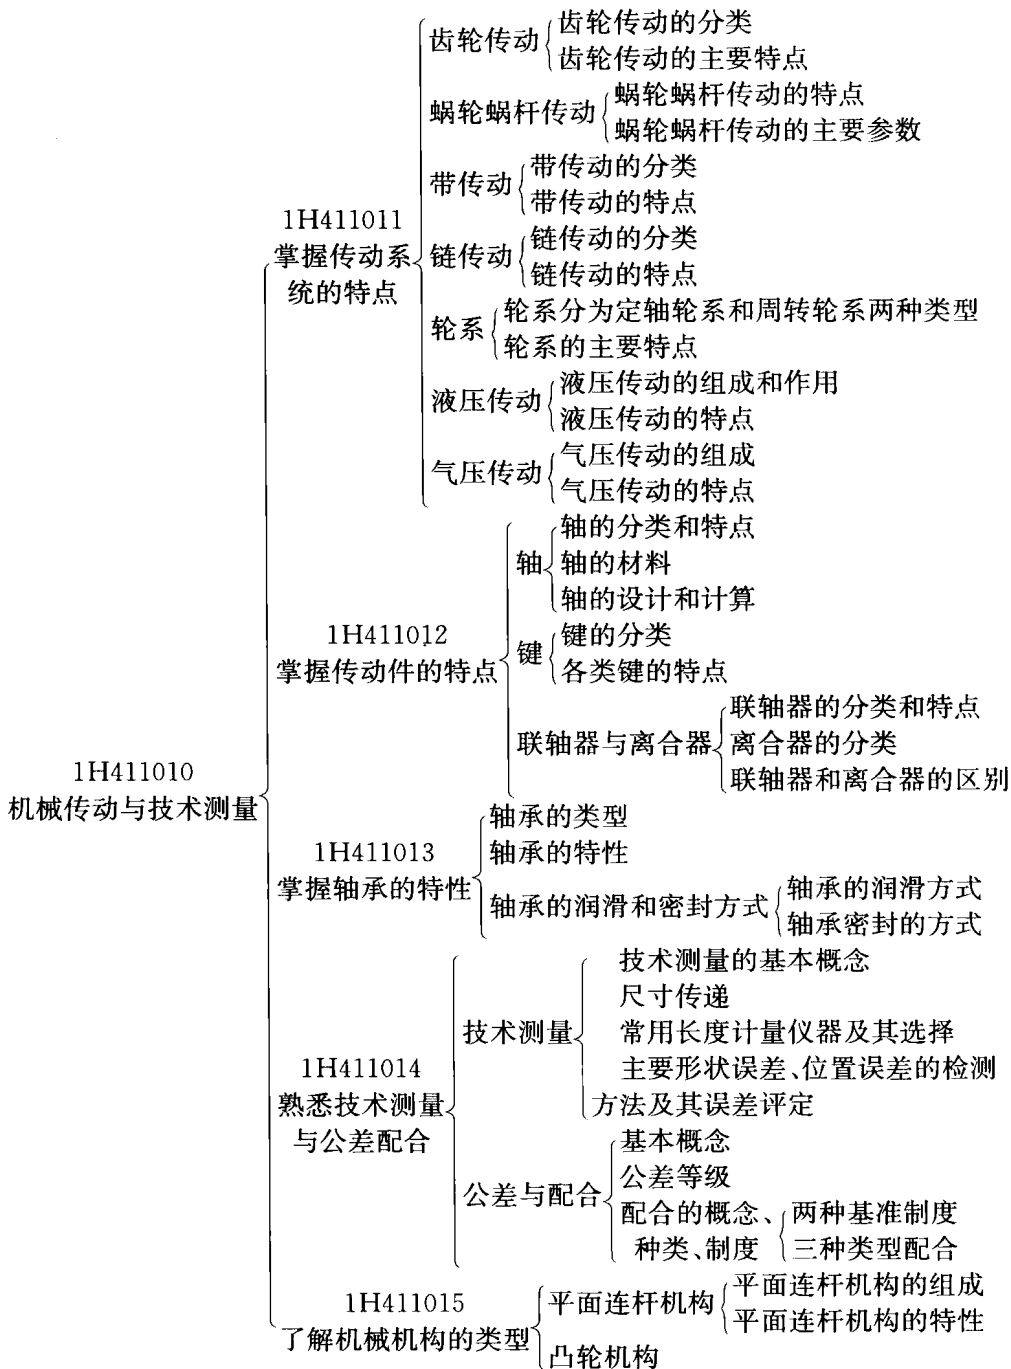 1H411010
机械传动与技术测量
1H411011
掌握传动系
统的特点
齿轮传动
齿轮传动的分类
齿轮传动的主要特点
蜗轮蜗杆传动
蜗轮蜗杆传动的特点
蜗轮蜗杆传动的主要参数
带传动
带传动的分类
带传动的特点
链传动
链传动的分类
链传动的特点
轮系
轮系分为定轴轮系和周转轮系两种类型
轮系的主要特点
液压传动
液压传动的组成和作用
液压传动的特点
气压传动
气压传动的组成
气压传动的特点
1H411012
掌握传动件的特点
轴
轴的分类和特点
轴的材料
轴的设计和计算
键
键的分类
各类键的特点
联轴器与离合器
联轴器的分类和特点
离合器的分类
联轴器和离合器的区别
1H411013
掌握轴承的特性
轴承的类型
轴承的特性
轴承的润滑和密封方式
轴承的润滑方式
轴承密封的方式
1H411014
熟悉技术测量
与公差配合
技术测量
技术测量的基本概念
尺寸传递
常用长度计量仪器及其选择
主要形状误差、位置误差的检测
方法及其误差评定
公差与配合
基本概念
公差等级
配合的概念、
种类、制度
两种基准制度
三种类型配合
1H411015
了解机械机构的类型
平面连杆机构
平面连杆机构的组成
平面连杆机构的特性
凸轮机构